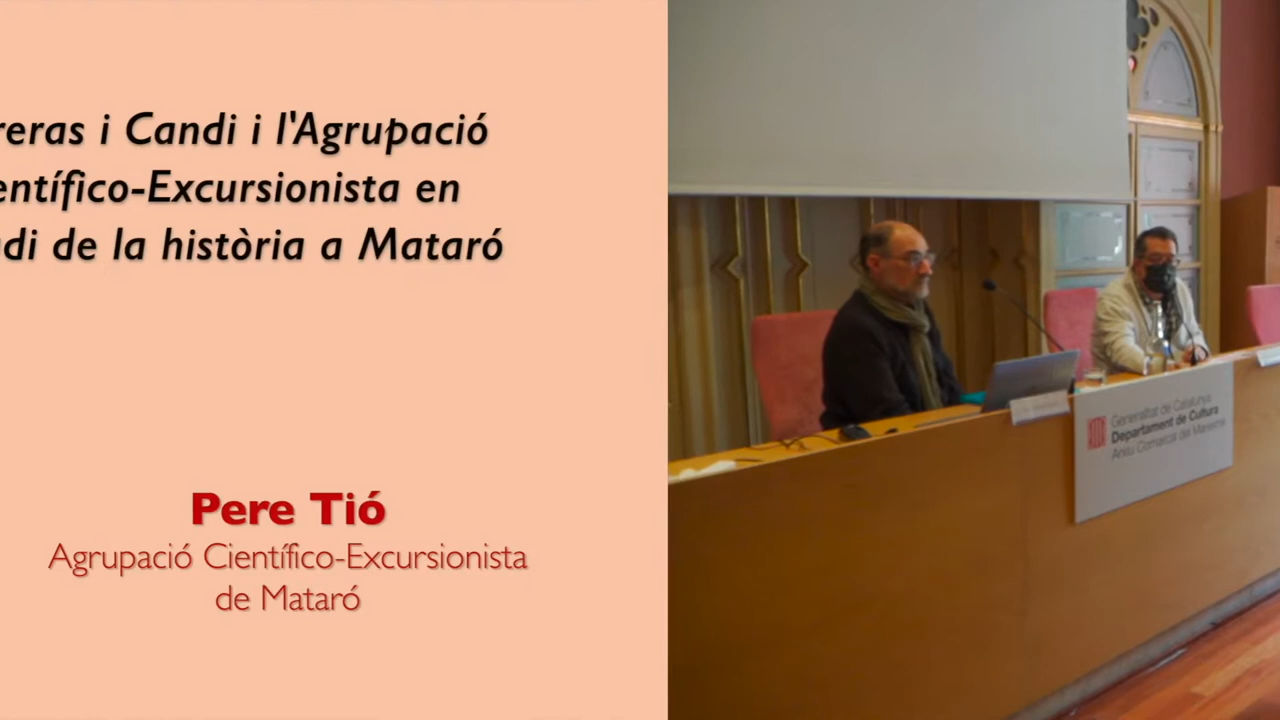 reras i Candi i l'Agrupació
entífico-Excursionista en
di de la història a Mataró
Pere Tió
Agrupació Científico-Excursionista
de Mataró
Generalitat de Catalunya
Departament de Cultura
Arxiu Comarcal del Maresme